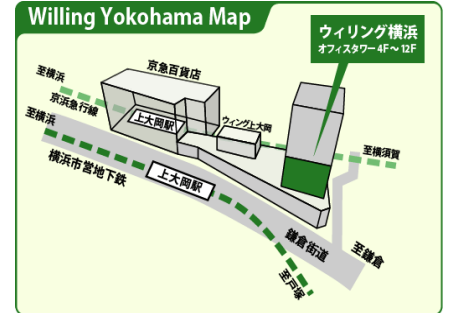 Willing Yokohama Map
ウィリング横浜
オフィスタワー4F～12F
京急百貨店
至横浜
京浜急行線
上大岡駅
ウィング上大岡
至横須賀
至横浜
横浜市営地下鉄
上大岡駅
鎌倉街道
至鎌倉
至戸塚